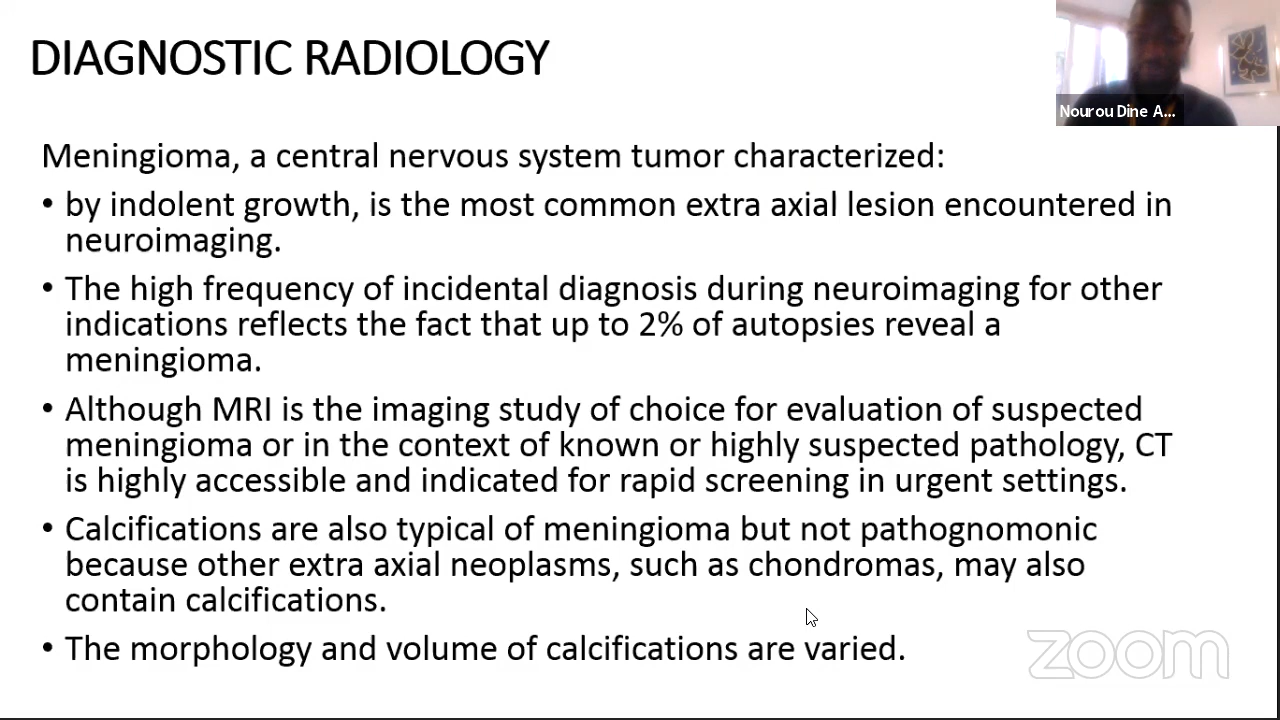 DIAGNOSTIC RADIOLOGY
Nourou Dine A...
Meningioma, a central nervous system tumor characterized:
• by indolent growth, is the most common extra axial lesion encountered in
neuroimaging.
• The high frequency of incidental diagnosis during neuroimaging for other
indications reflects the fact that up to 2% of autopsies reveal a
meningioma.
• Although MRI is the imaging study of choice for evaluation of suspected
meningioma or in the context of known or highly suspected pathology, CT
is highly accessible and indicated for rapid screening in urgent settings.
• Calcifications are also typical of meningioma but not pathognomonic
because other extra axial neoplasms, such as chondromas, may also
contain calcifications.
• The morphology and volume of calcifications are varied.
zoom